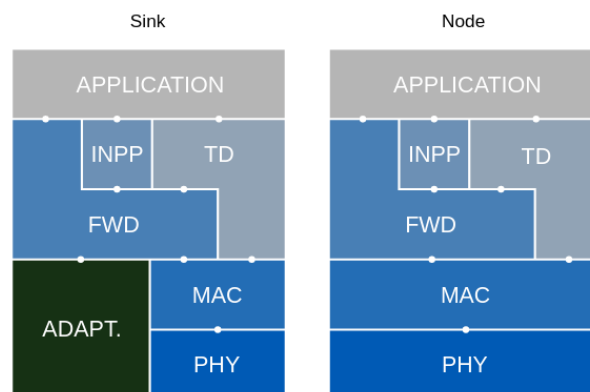 Sink
Node
APPLICATION
INPP
TD
FWD
ADAPT.
MAC
PHY
APPLICATION
INPP
TD
FWD
MAC
PHY